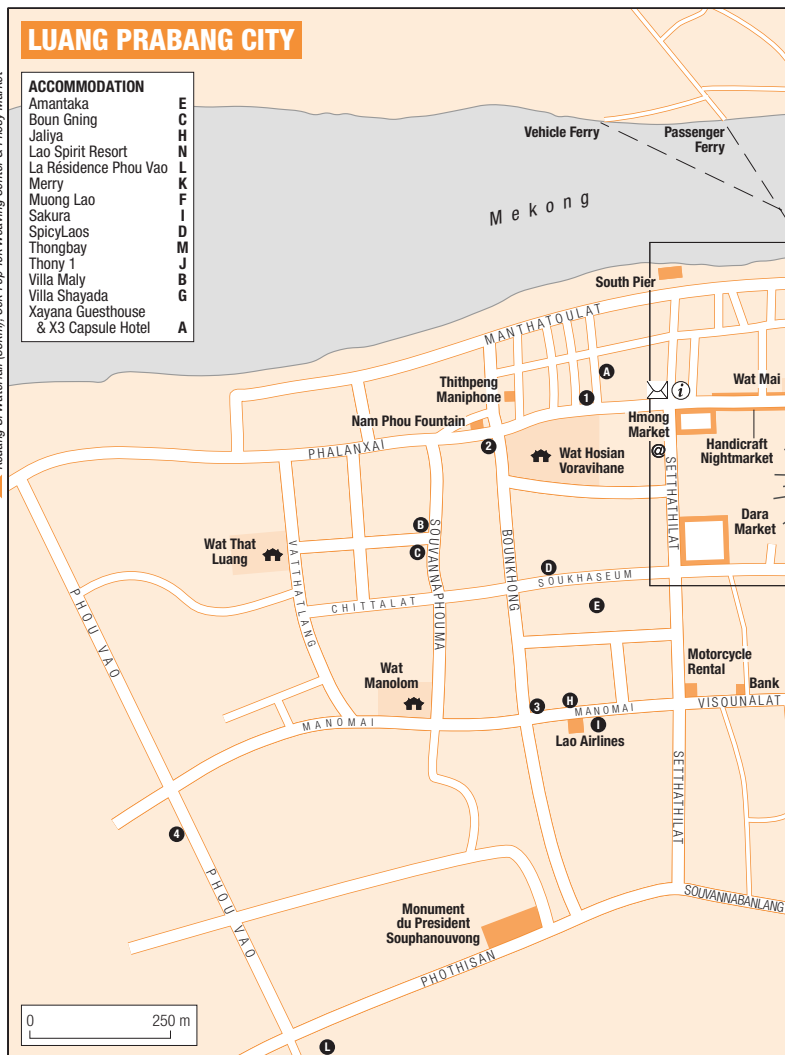 LUANG PRABANG CITY
ACCOMMODATION
Amantaka E
Boun Gning C
Jaliya H
Lao Spirit Resort N
La Résidence Phou Vao L
Merry K
Muong Lao F
Sakura I
SpicyLaos D
Thongbay M
Thony 1 J
Villa Maly B
Villa Shayada G
Xayana Guesthouse
& X3 Capsule Hotel A
Vehicle Ferry
Passenger
Ferry
Mekong
South Pier
MANTHATOULAT
A
Thithpeng
Maniphone
1
i
Wat Mai
Nam Phou Fountain
Hmong
Market
@
Handicraft
Nightmarket
PHALANXAI
2
Wat Hosian
Voravihane
SETTHATHILAT
Dara
Market
Wat That
Luang
VATTHATLANG
B
C
SOUVANNAPHOUMA
BOUNKHONG
D
SOUKHASEUM
E
CHITTALAT
PHOU VAO
Wat
Manolom
Motorcycle
Rental
Bank
3
H
MANOMAI
VISOUNALAT
MANOMAI
I
Lao Airlines
SETTHATHILAT
4
PHOU VAO
SOUVANNABANLANG
Monument
du President
Souphanouvong
PHOTHISAN
0 250 m
L